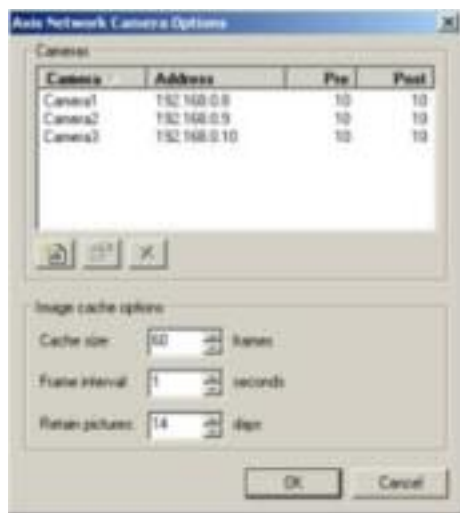 Axis Network Camera Options
Cameras
Camera Address Pre Post
Camera1 192.168.0.8 10 10
Camera2 192.168.0.9 10 10
Camera3 192.168.0.10 10 10
Image cache options
Cache size 60 frames
Frame interval 1 seconds
Retain pictures 14 days
OK Cancel